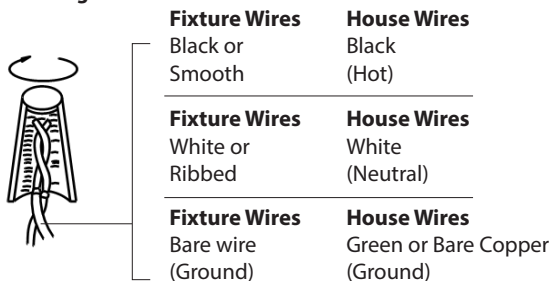 Fixture Wires House Wires
Black or Black
Smooth (Hot)
Fixture Wires House Wires
White or White
Ribbed (Neutral)
Fixture Wires House Wires
Bare wire Green or Bare Copper
(Ground) (Ground)